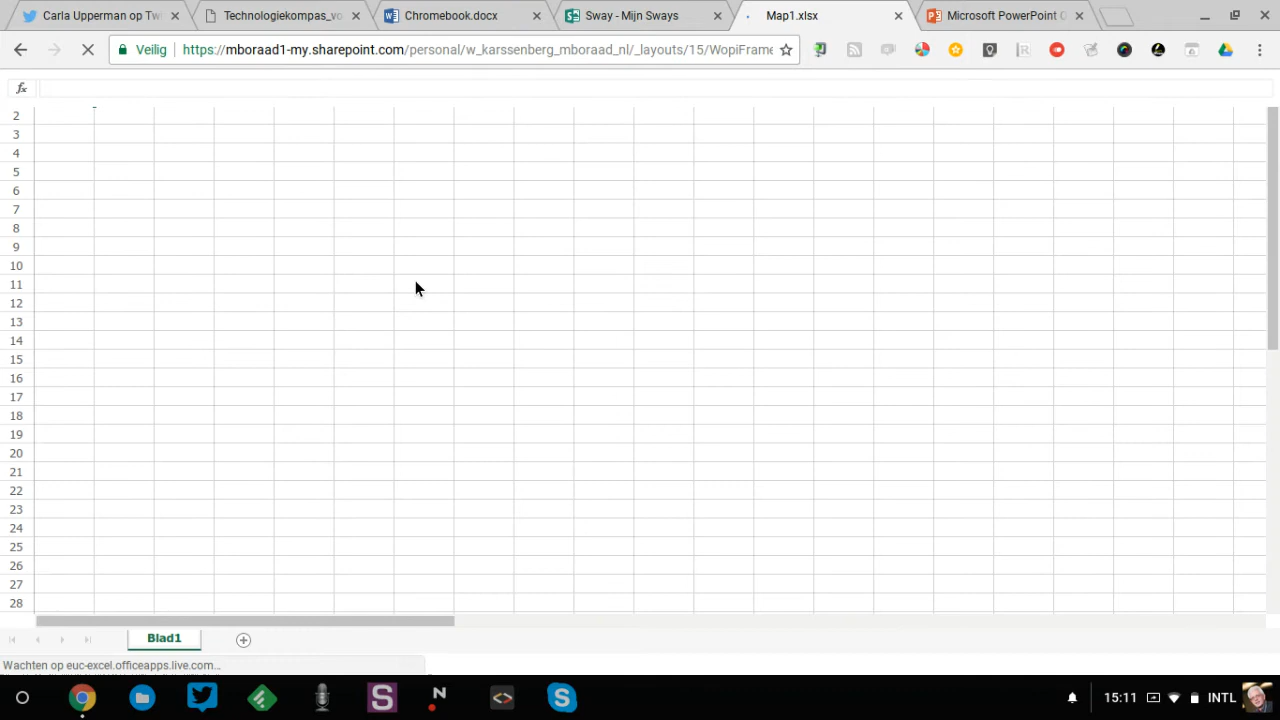 Carla Upperman op Tw
Technologiekompas_vo
Chromebook.docx
Sway - Mijn Sways
Map1.xlsx
Microsoft PowerPoint O
Veilig
https://mboraad1-my.sharepoint.com/personal/w_karssenberg_mboraad_nl/_layouts/15/WopiFrame
fx
2
3
4
5
6
7
8
9
10
11
12
13
14
15
16
17
18
19
20
21
22
23
24
25
26
27
28
Blad1
Wachten op euc-excel.officeapps.live.com...
15:11
INTL